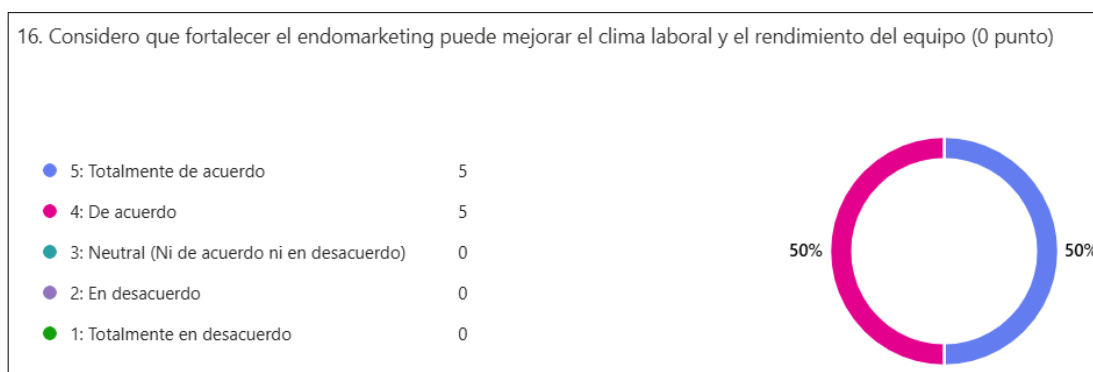 16. Considero que fortalecer el endomarketing puede mejorar el clima laboral y el rendimiento del equipo (0 punto)
5: Totalmente de acuerdo 5
4: De acuerdo 5
3: Neutral (Ni de acuerdo ni en desacuerdo) 0
2: En desacuerdo 0
1: Totalmente en desacuerdo 0
50%
50%